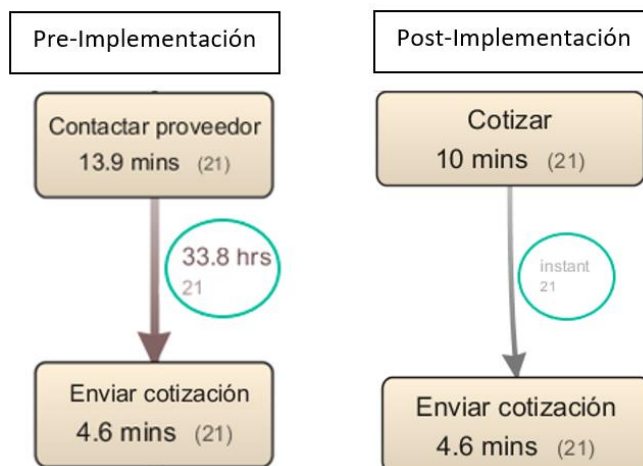 Pre-Implementación
Contactar proveedor
13.9 mins (21)
33.8 hrs
21
Enviar cotización
4.6 mins (21)
Post-Implementación
Cotizar
10 mins (21)
instant
21
Enviar cotización
4.6 mins (21)